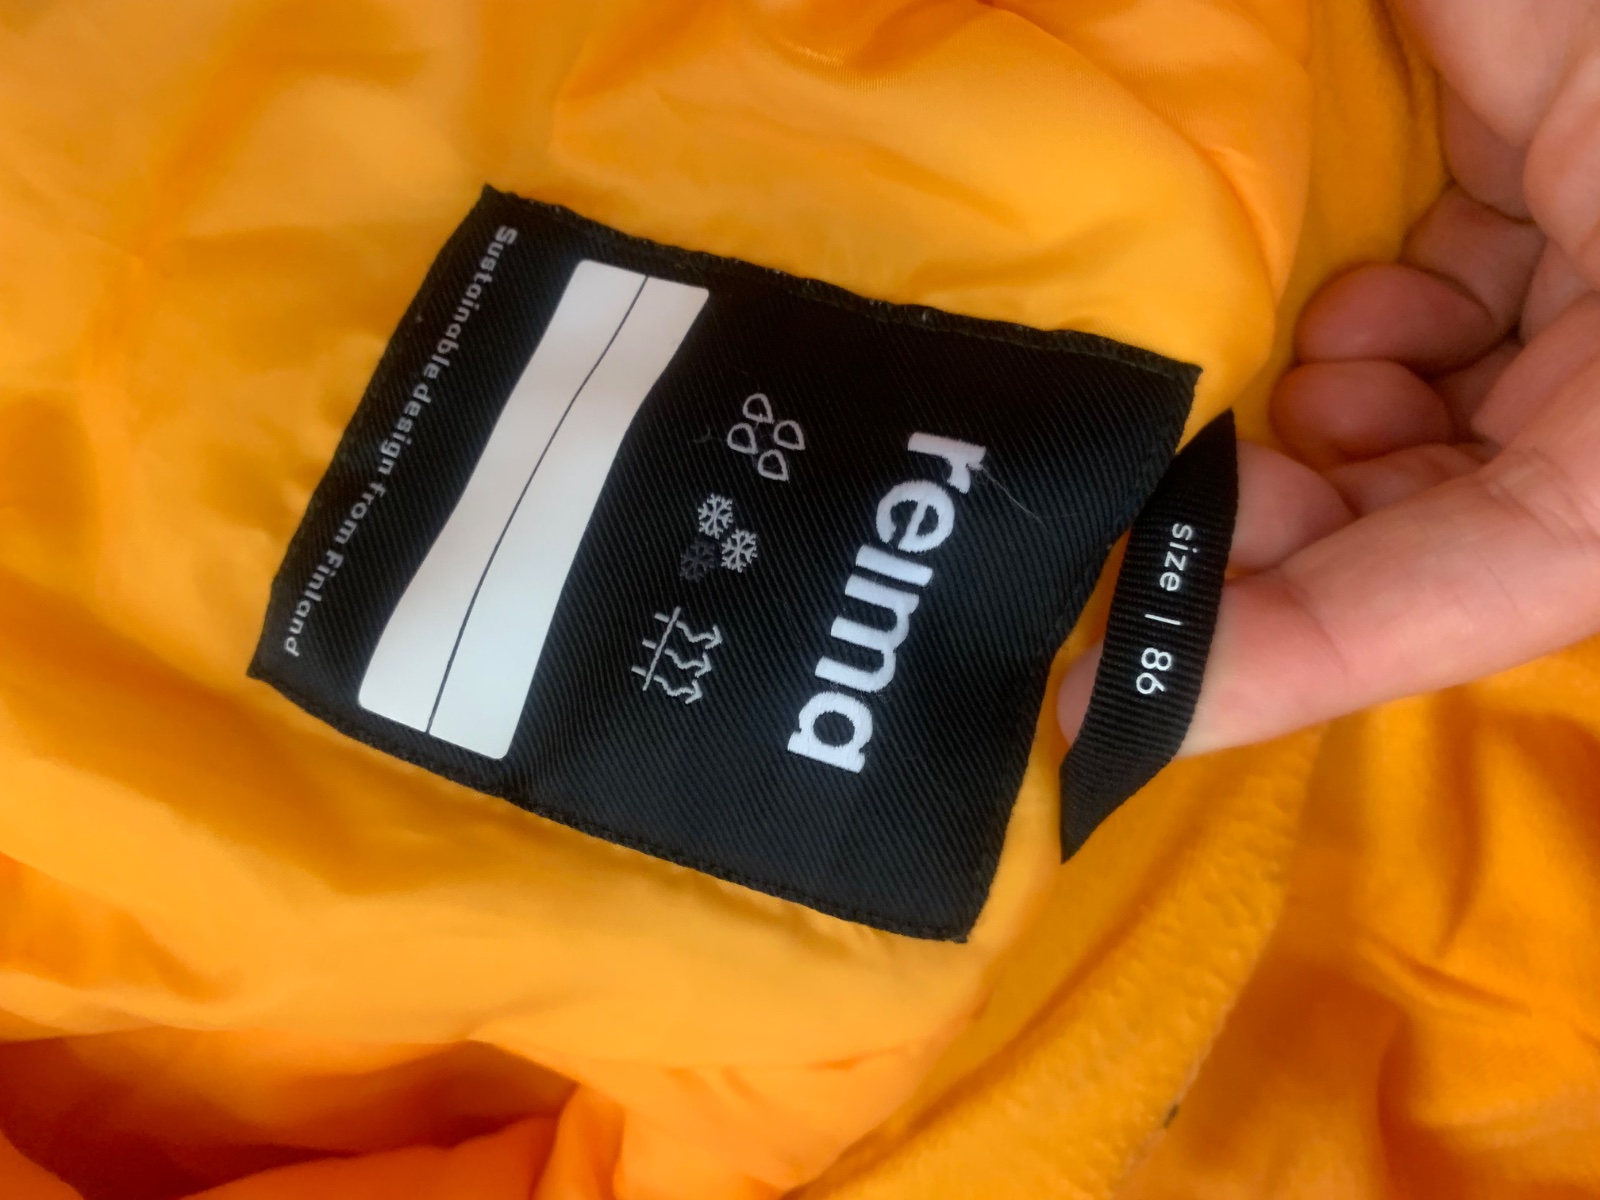 size | 86
reima
Sustainable design from Finland